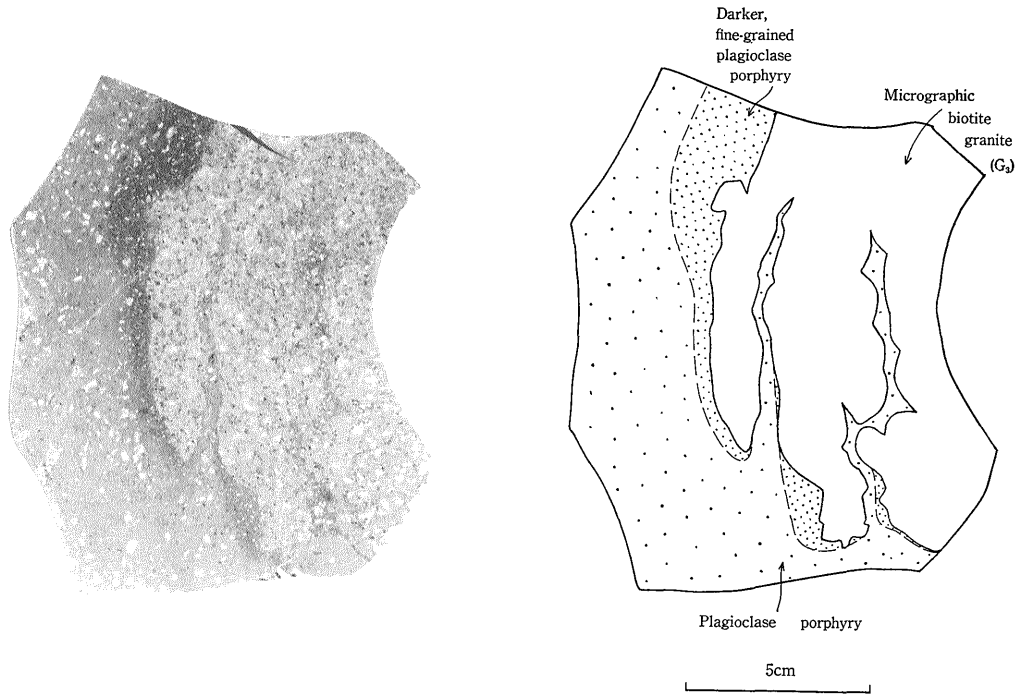 Darker,
fine-grained
plagioclase
porphyry
Micrographic
biotite
granite
(G₃)
Plagioclase porphyry
5cm